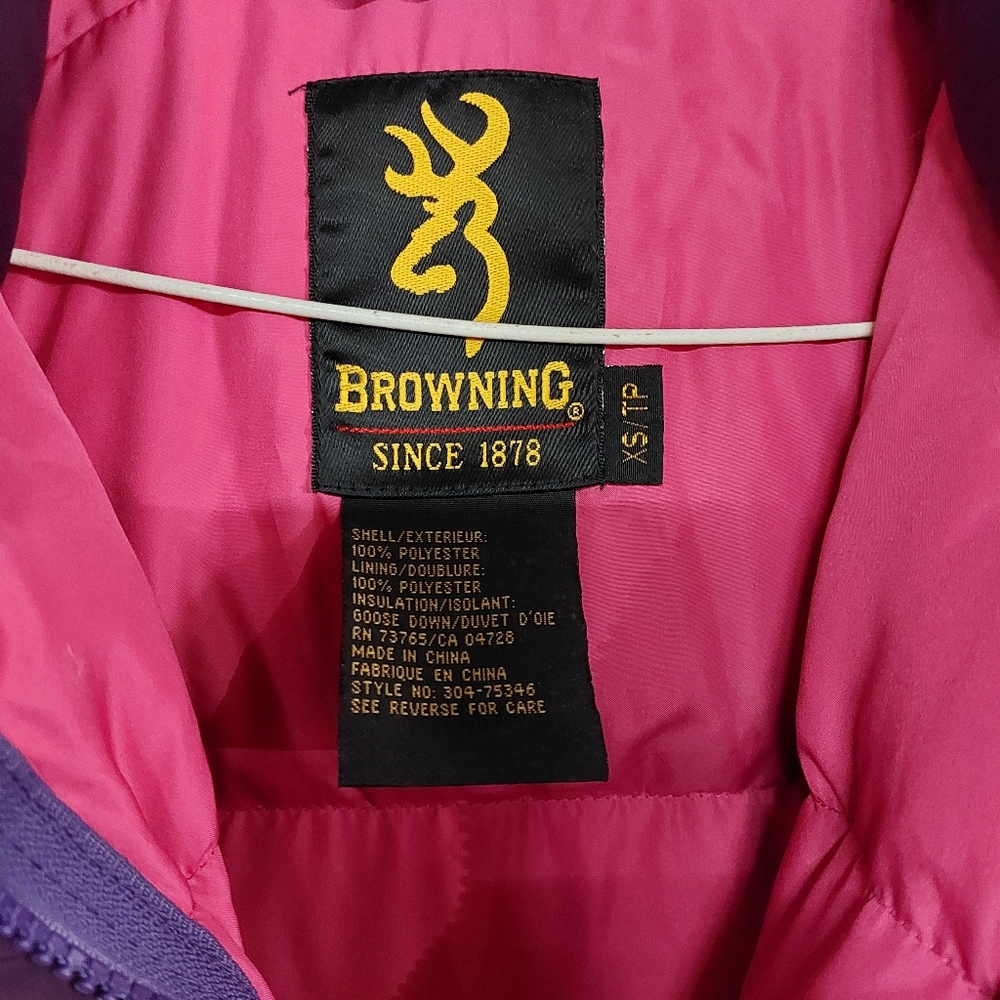 BROWNING®
SINCE 1878
XS/TP
SHELL/EXTERIEUR:
100% POLYESTER
LINING/DOUBLURE:
100% POLYESTER
INSULATION/ISOLANT:
GOOSE DOWN/DUVET D'OIE
RN 73765/CA 04728
MADE IN CHINA
FABRIQUE EN CHINA
STYLE NO: 304-75346
SEE REVERSE FOR CARE